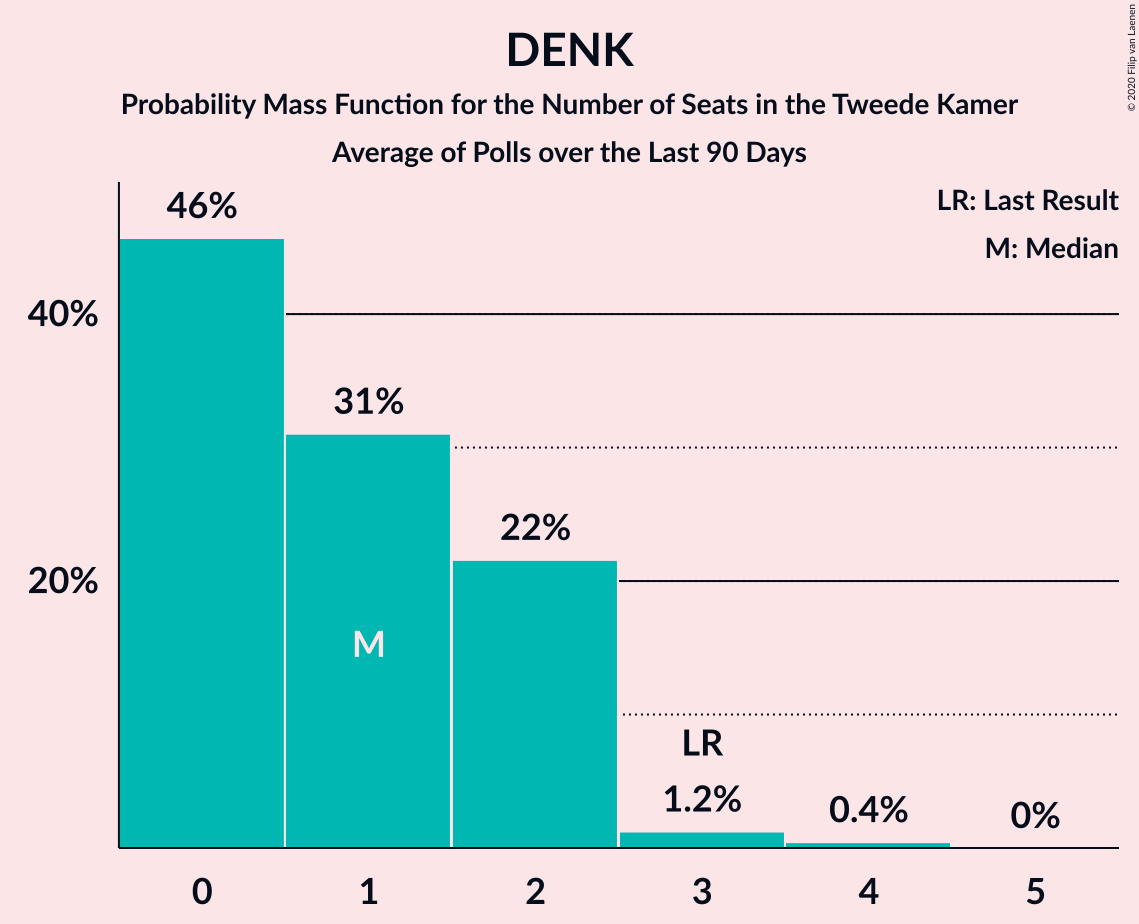 DENK
Probability Mass Function for the Number of Seats in the Tweede Kamer
Average of Polls over the Last 90 Days
© 2020 Filip van Laenen
LR: Last Result
M: Median
46%
40%
31%
22%
20%
M
LR
1.2%
0.4%
0%
0 1 2 3 4 5